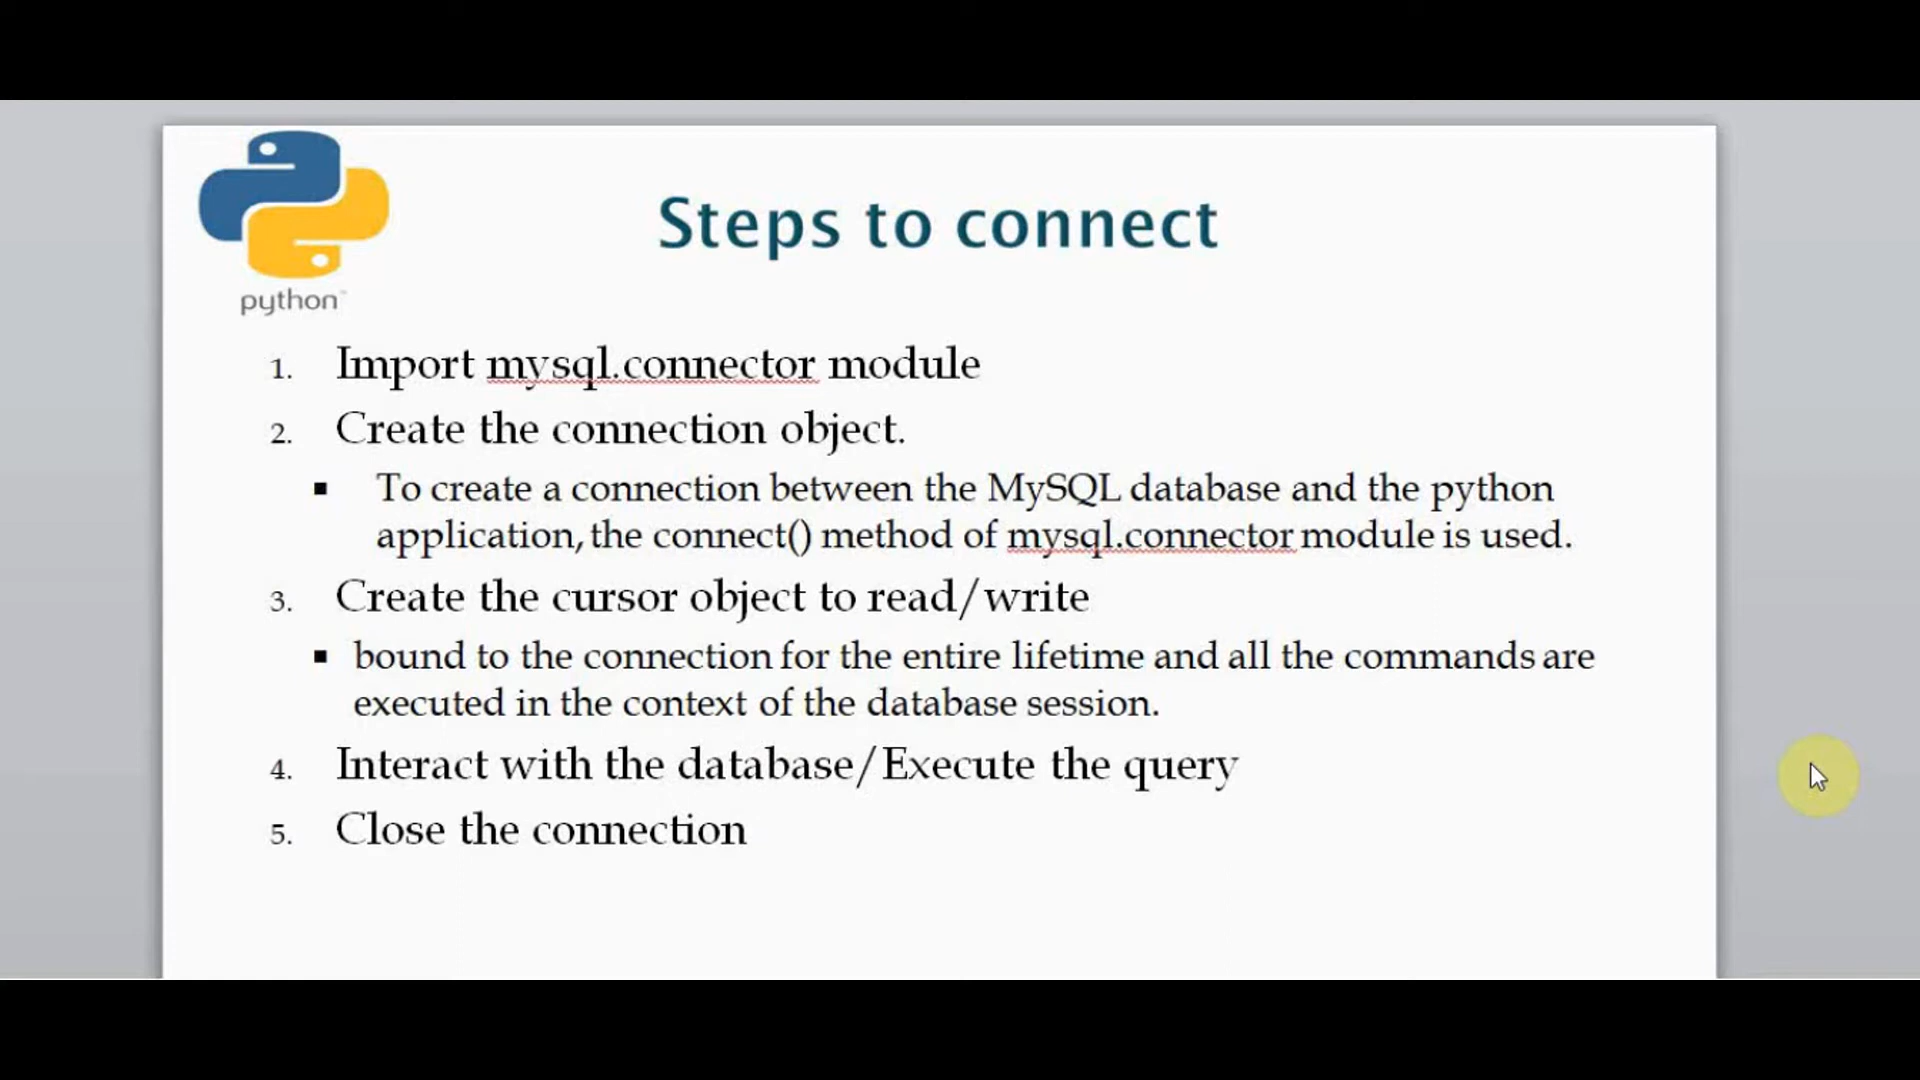 python™
Steps to connect
1. Import mysql.connector module
2. Create the connection object.
▪ To create a connection between the MySQL database and the python
application, the connect() method of mysql.connector module is used.
3. Create the cursor object to read/write
▪ bound to the connection for the entire lifetime and all the commands are
executed in the context of the database session.
4. Interact with the database/Execute the query
5. Close the connection